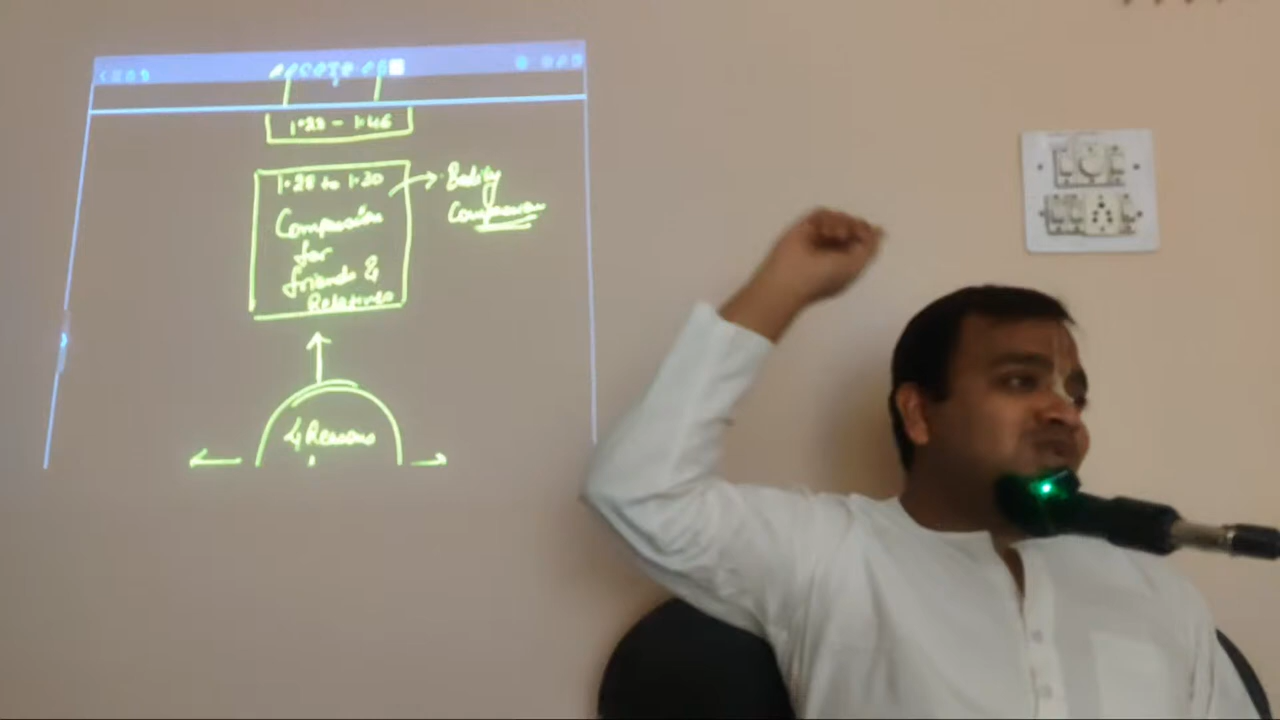 1.28 - 1.46
1.28 to 1.30
Compassion
for
friends &
Relatives
Bodily
Compassion
4 Reasons